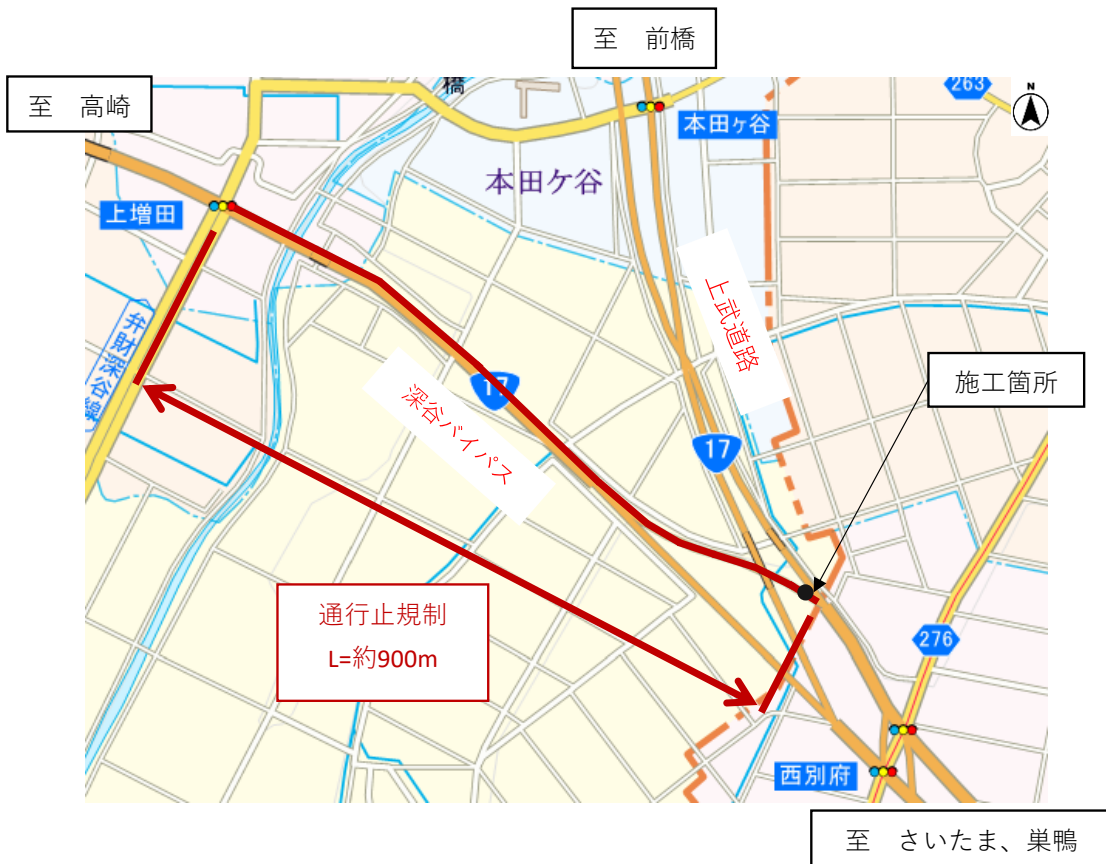 至　前橋
至　高崎
橋
263
N
本田ヶ谷
本田ケ谷
上増田
上武道路
弁財深谷線
施工箇所
17
深谷バイパス
17
通行止規制
L=約900m
276
西別府
至　さいたま、巣鴨